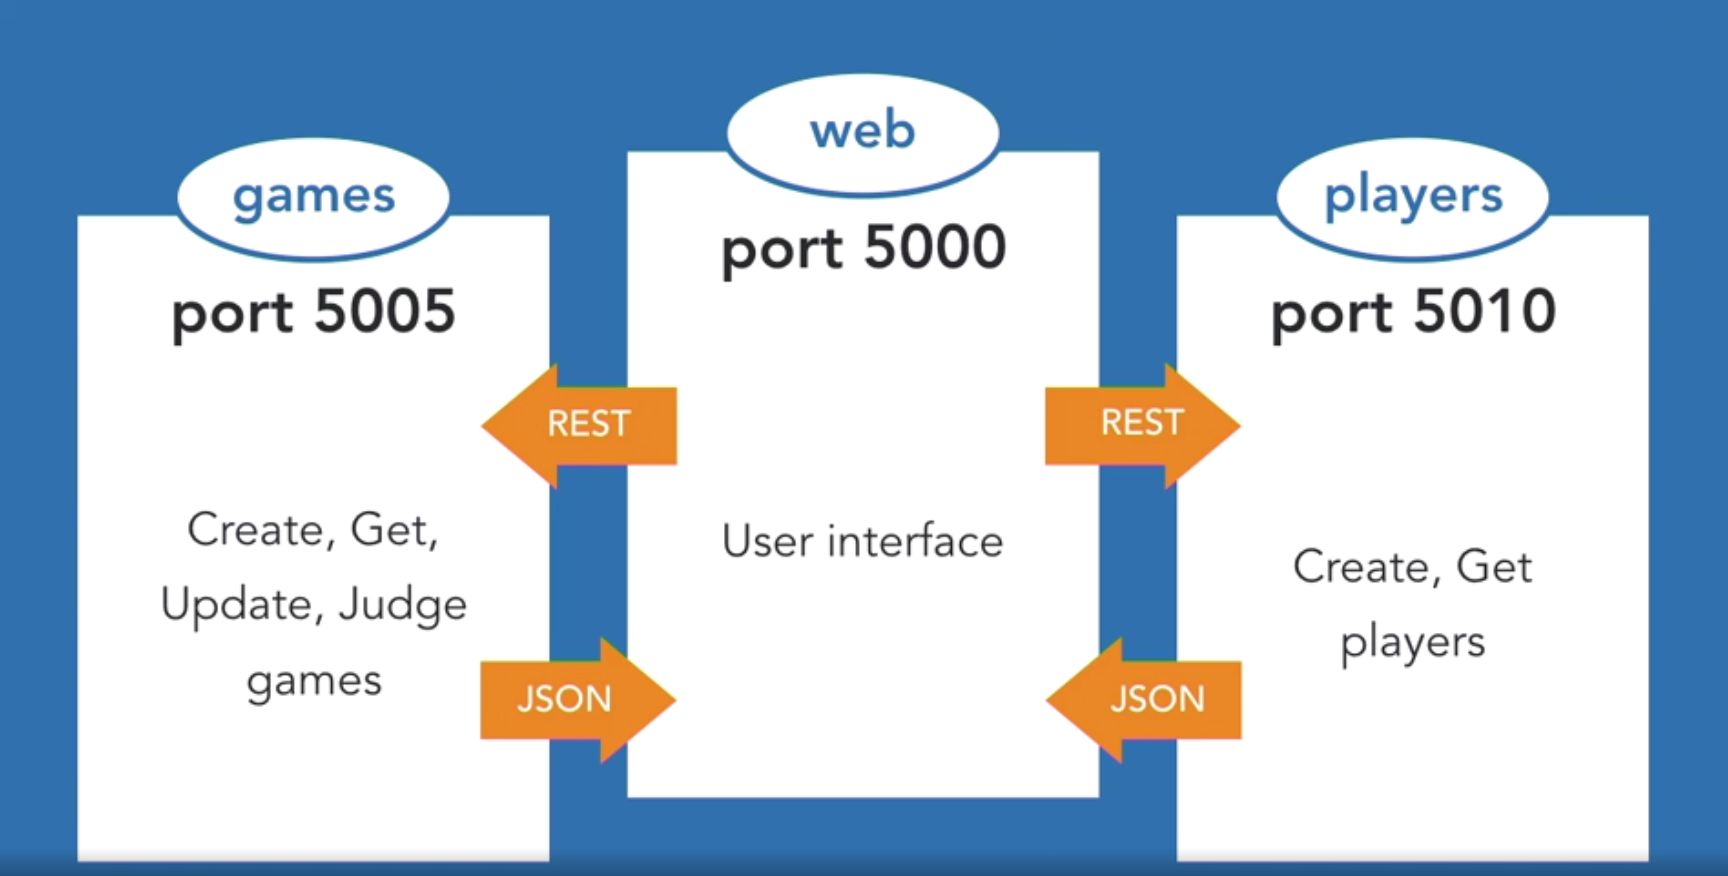 games
port 5005
REST
Create, Get,
Update, Judge
games
JSON
web
port 5000
User interface
players
port 5010
REST
Create, Get
players
JSON